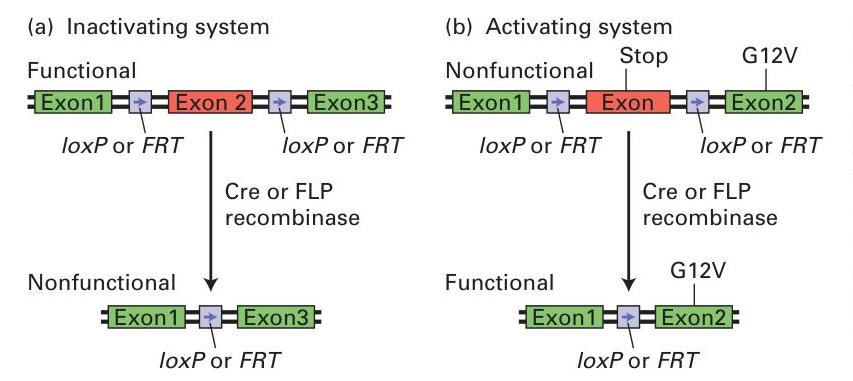 (a) Inactivating system
Functional
Exon1 Exon 2 Exon3
loxP or FRT loxP or FRT
Cre or FLP
recombinase
Nonfunctional
Exon1 Exon3
loxP or FRT
(b) Activating system
Stop G12V
Nonfunctional
Exon1 Exon Exon2
loxP or FRT loxP or FRT
Cre or FLP
recombinase
G12V
Functional
Exon1 Exon2
loxP or FRT